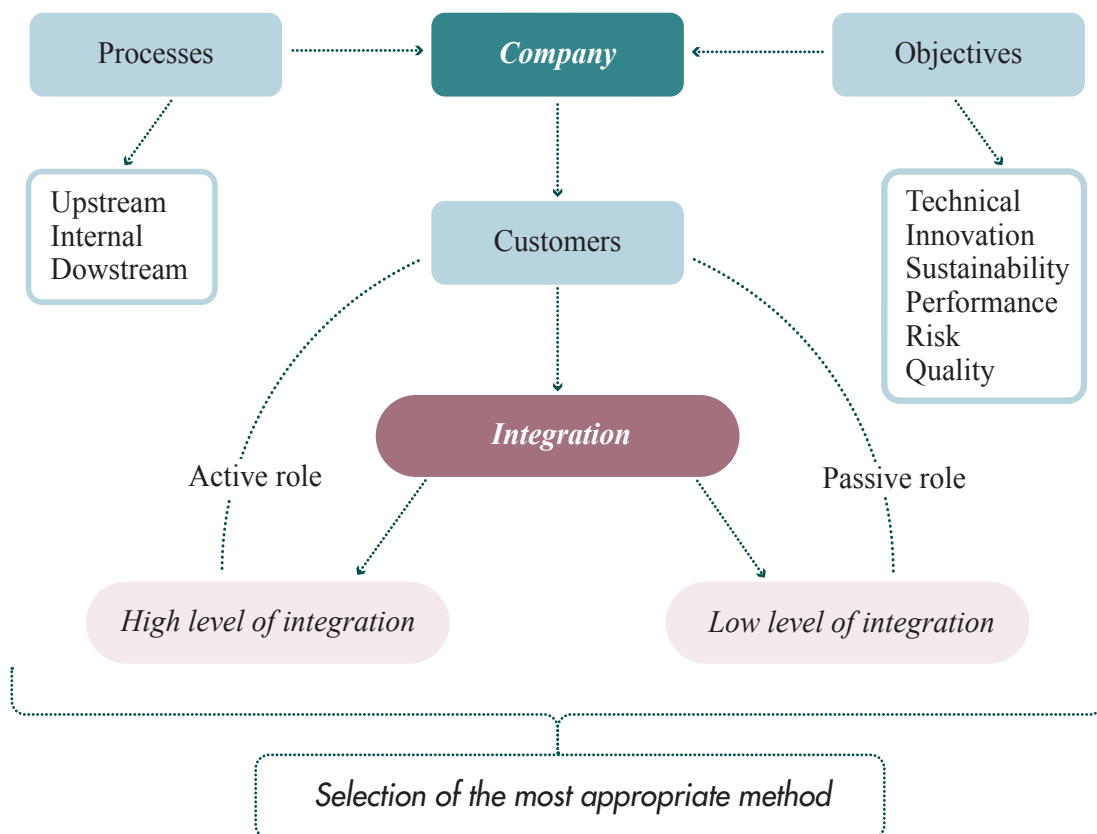 Processes
Company
Objectives
Upstream
Internal
Dowstream
Technical
Innovation
Sustainability
Performance
Risk
Quality
Customers
Integration
Active role
Passive role
High level of integration
Low level of integration
Selection of the most appropriate method